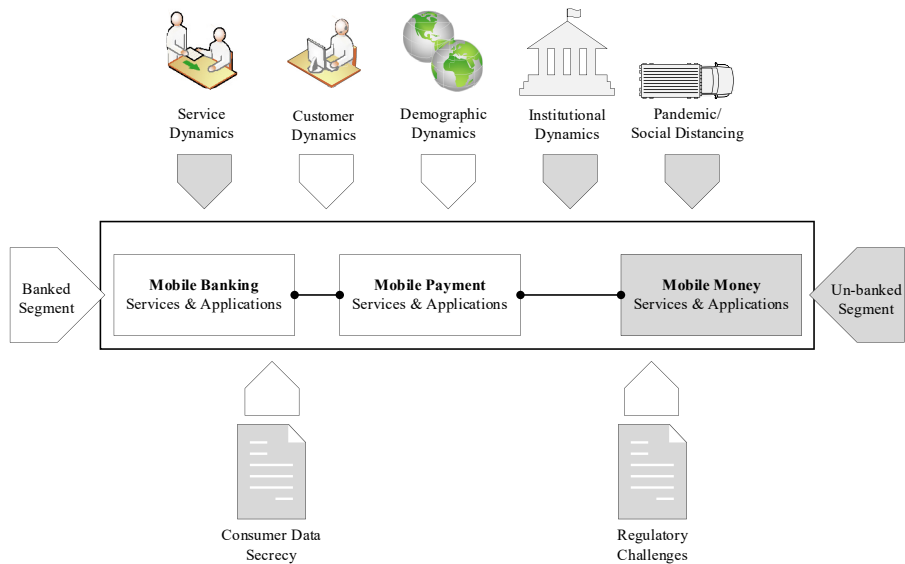 Service
Dynamics
Customer
Dynamics
Demographic
Dynamics
Institutional
Dynamics
Pandemic/
Social Distancing
Banked
Segment
Mobile Banking
Services & Applications
Mobile Payment
Services & Applications
Mobile Money
Services & Applications
Un-banked
Segment
Consumer Data
Secrecy
Regulatory
Challenges